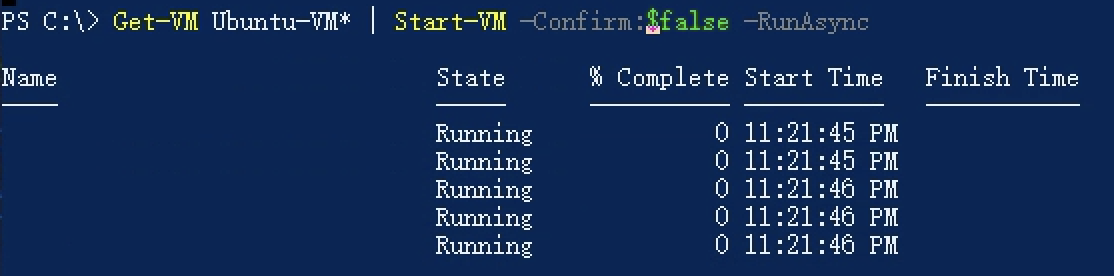 PS C:\> Get-VM Ubuntu-VM* | Start-VM -Confirm:$false -RunAsync
Name State % Complete Start Time Finish Time
Running 0 11:21:45 PM
Running 0 11:21:45 PM
Running 0 11:21:46 PM
Running 0 11:21:46 PM
Running 0 11:21:46 PM